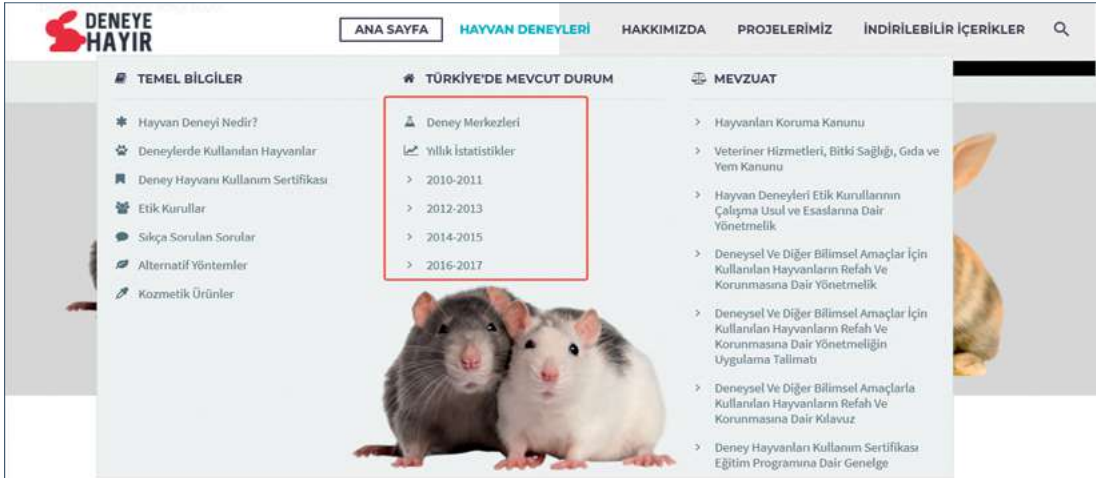 DENEYE
HAYIR
ANA SAYFA
HAYVAN DENEYLERİ
HAKKIMIZDA
PROJELERİMİZ
İNDİRİLEBİLİR İÇERİKLER
TEMEL BİLGİLER
Hayvan Deneyi Nedir?
Deneylerde Kullanılan Hayvanlar
Deney Hayvanı Kullanım Sertifikası
Etik Kurullar
Sıkça Sorulan Sorular
Alternatif Yöntemler
Kozmetik Ürünler
TÜRKİYE'DE MEVCUT DURUM
Deney Merkezleri
Yıllık İstatistikler
2010-2011
2012-2013
2014-2015
2016-2017
MEVZUAT
Hayvanları Koruma Kanunu
Veteriner Hizmetleri, Bitki Sağlığı, Gıda ve
Yem Kanunu
Hayvan Deneyleri Etik Kurullarının
Çalışma Usul ve Esaslarına Dair
Yönetmelik
Deneysel Ve Diğer Bilimsel Amaçlar İçin
Kullanılan Hayvanların Refah Ve
Korunmasına Dair Yönetmelik
Deneysel Ve Diğer Bilimsel Amaçlar İçin
Kullanılan Hayvanların Refah Ve
Korunmasına Dair Yönetmeliğin
Uygulama Talimatı
Deneysel Ve Diğer Bilimsel Amaçlarla
Kullanılan Hayvanların Refah Ve
Korunmasına Dair Kılavuz
Deney Hayvanları Kullanım Sertifikası
Eğitim Programına Dair Genelge